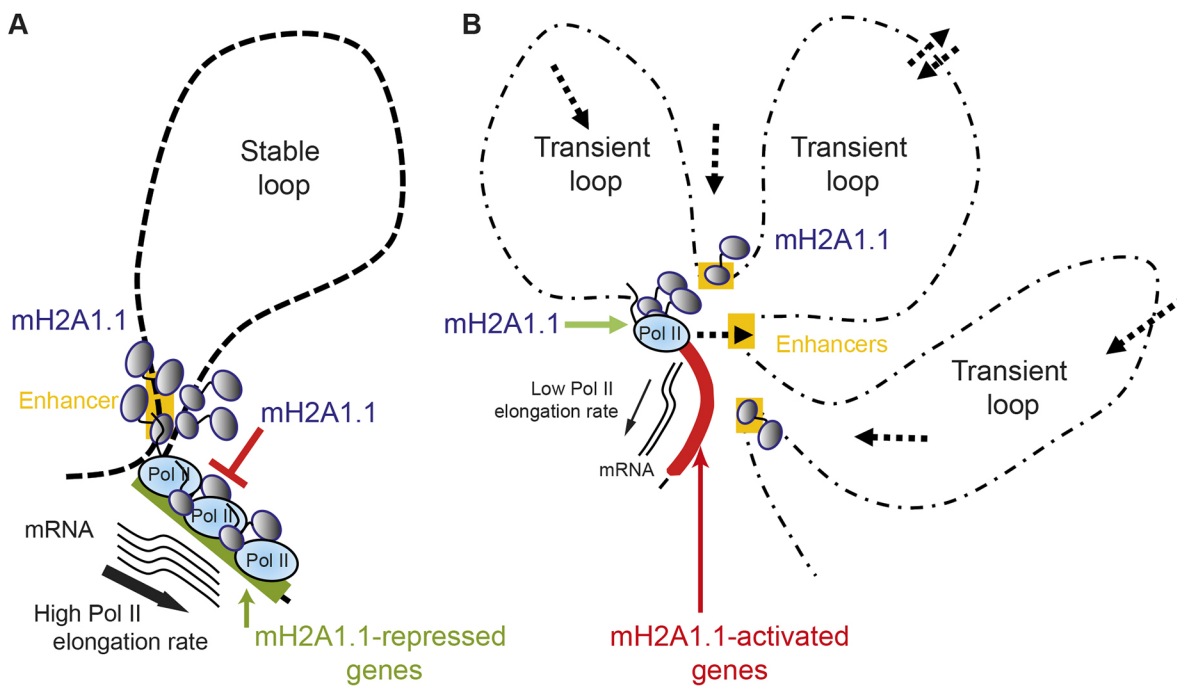 A
Stable
loop
mH2A1.1
Enhancer
mH2A1.1
Pol II
Pol II
Pol II
mRNA
High Pol II
elongation rate
mH2A1.1-repressed
genes
B
Transient
loop
Transient
loop
mH2A1.1
mH2A1.1
Pol II
Enhancers
Low Pol II
elongation rate
Transient
loop
mRNA
mH2A1.1-activated
genes